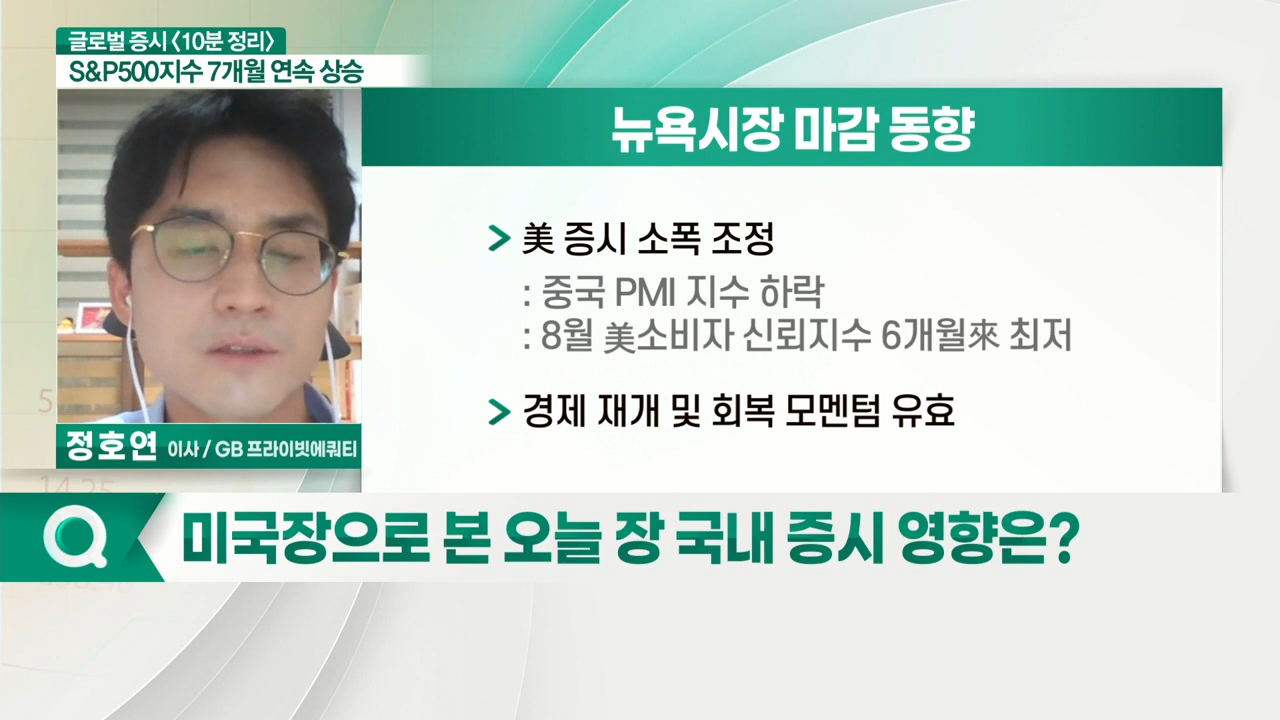 글로벌 증시 〈10분 정리〉
S&P500지수 7개월 연속 상승
뉴욕시장 마감 동향
美 증시 소폭 조정
: 중국 PMI 지수 하락
: 8월 美소비자 신뢰지수 6개월來 최저
경제 재개 및 회복 모멘텀 유효
정호연 이사 / GB 프라이빗에쿼티
Q 미국장으로 본 오늘 장 국내 증시 영향은?